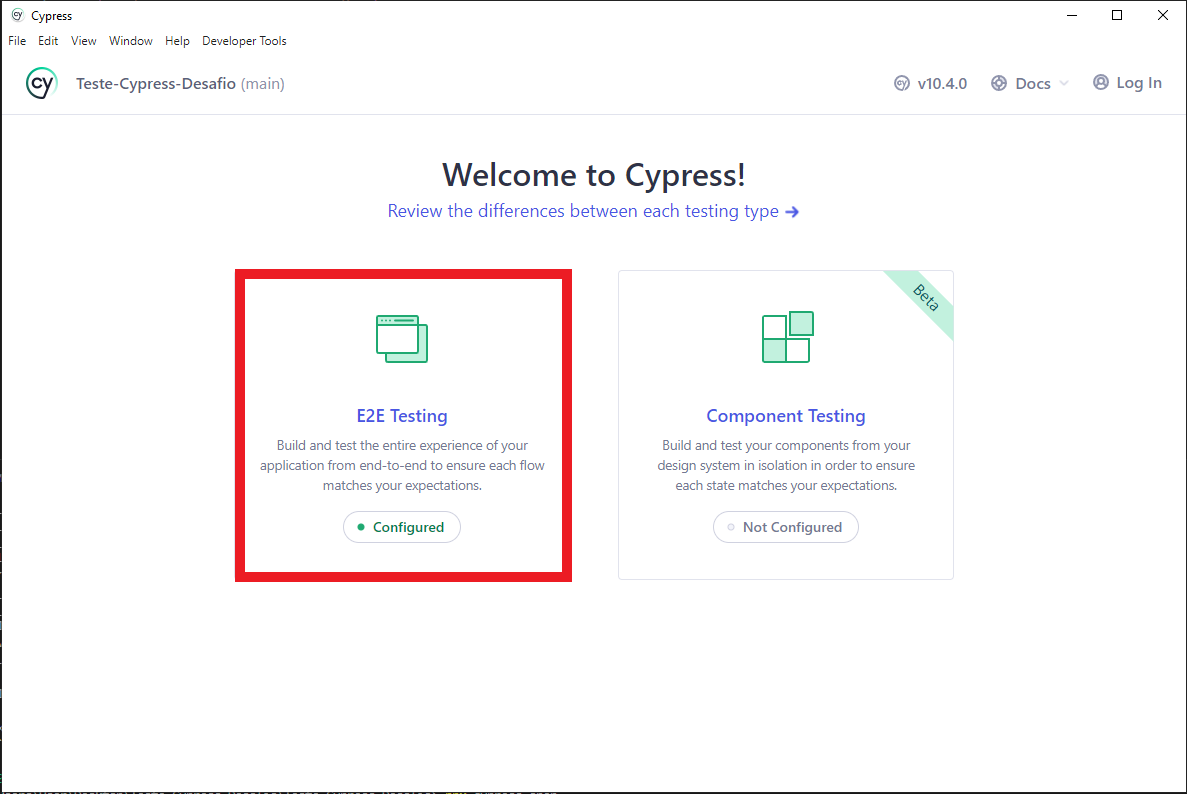 Cypress
File Edit View Window Help Developer Tools
cy Teste-Cypress-Desafio (main) v10.4.0 Docs Log In
Welcome to Cypress!
Review the differences between each testing type →
Beta
E2E Testing
Build and test the entire experience of your
application from end-to-end to ensure each flow
matches your expectations.
Configured
Component Testing
Build and test your components from your
design system in isolation in order to ensure
each state matches your expectations.
Not Configured